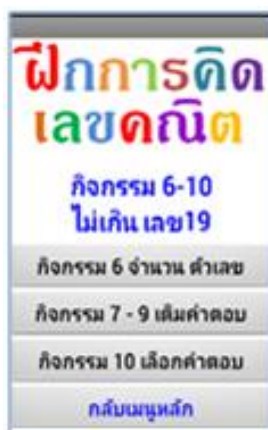 ฝึกการคิด
เลขคณิต
กิจกรรม 6-10
ไม่เกิน เลข19
กิจกรรม 6 จำนวน ตัวเลข
กิจกรรม 7 - 9 เติมคำตอบ
กิจกรรม 10 เลือกคำตอบ
กลับเมนูหลัก